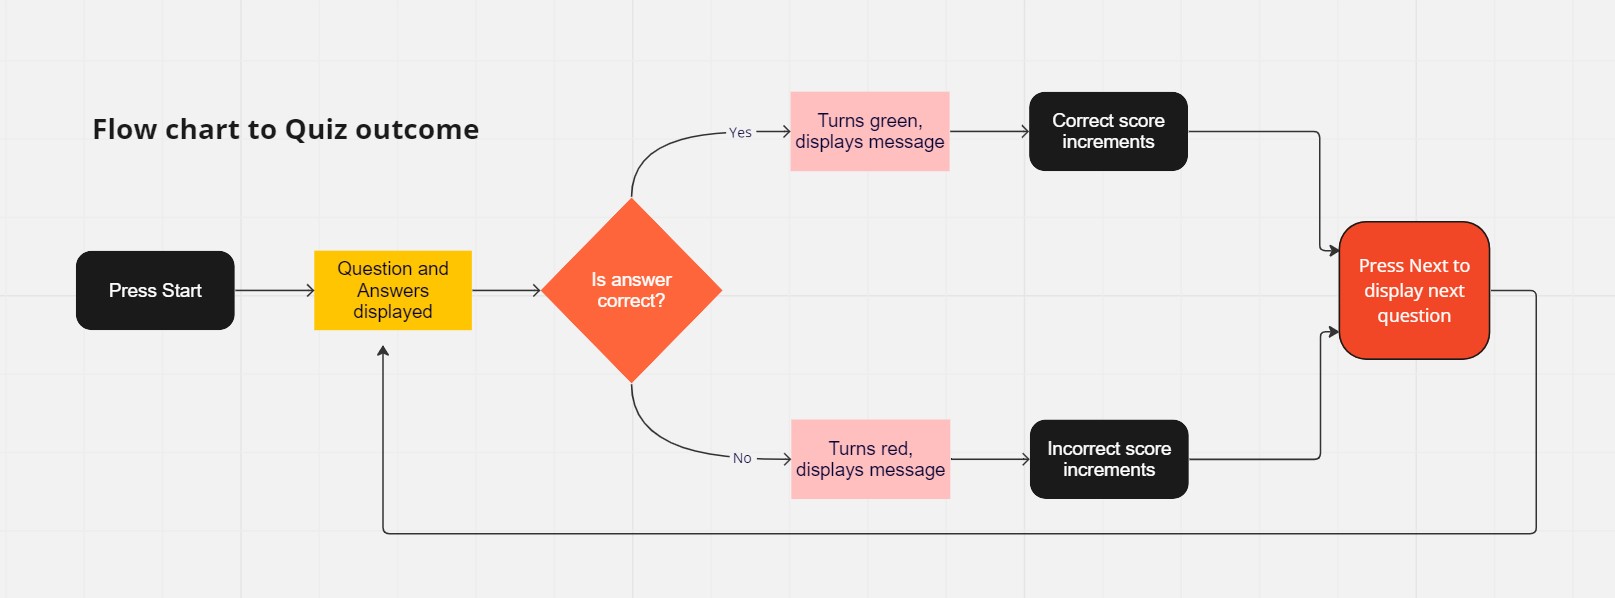 Flow chart to Quiz outcome
Press Start
Question and
Answers
displayed
Is answer
correct?
Yes
Turns green,
displays message
Correct score
increments
No
Turns red,
displays message
Incorrect score
increments
Press Next to
display next
question